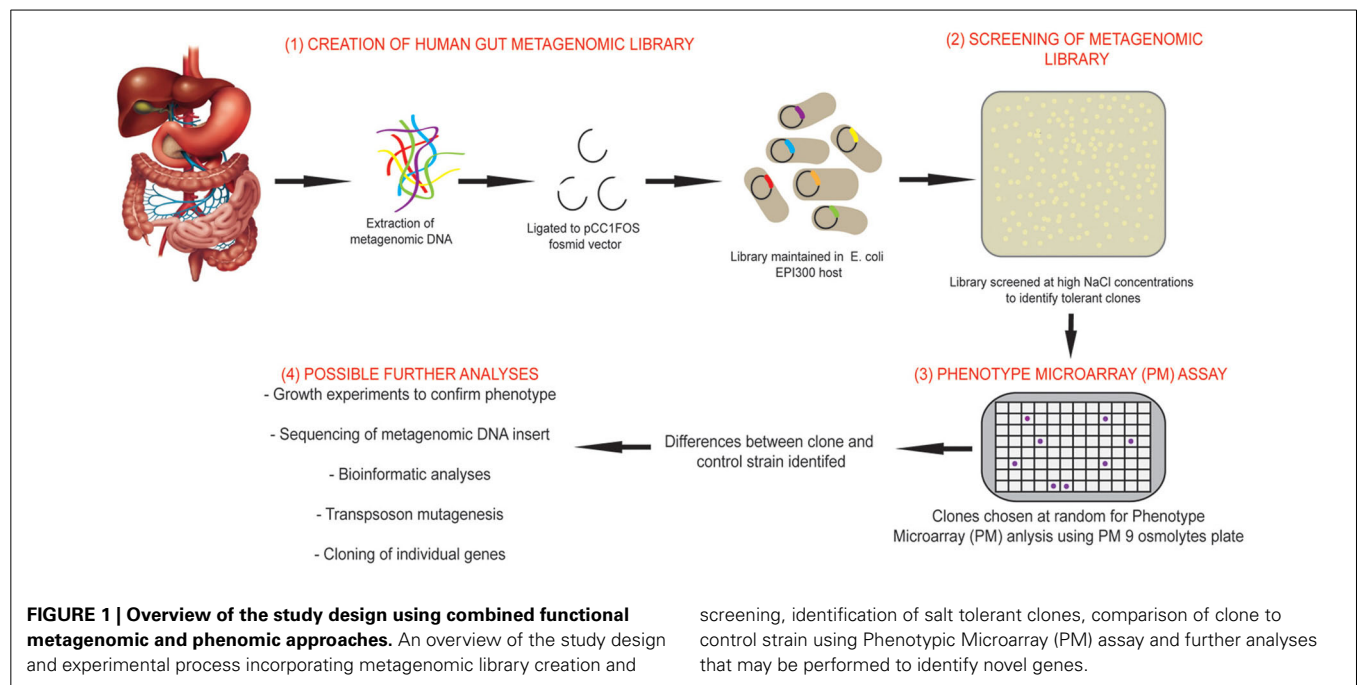 (1) CREATION OF HUMAN GUT METAGENOMIC LIBRARY
Extraction of
metagenomic DNA
Ligated to pCC1FOS
fosmid vector
Library maintained in E. coli
EPI300 host
(2) SCREENING OF METAGENOMIC
LIBRARY
Library screened at high NaCl concentrations
to identify tolerant clones
(3) PHENOTYPE MICROARRAY (PM) ASSAY
Clones chosen at random for Phenotype
Microarray (PM) anlysis using PM 9 osmolytes plate
Differences between clone and
control strain identifed
(4) POSSIBLE FURTHER ANALYSES
- Growth experiments to confirm phenotype
- Sequencing of metagenomic DNA insert
- Bioinformatic analyses
- Transpsoson mutagenesis
- Cloning of individual genes
FIGURE 1 | Overview of the study design using combined functional
metagenomic and phenomic approaches. An overview of the study design
and experimental process incorporating metagenomic library creation and
screening, identification of salt tolerant clones, comparison of clone to
control strain using Phenotypic Microarray (PM) assay and further analyses
that may be performed to identify novel genes.